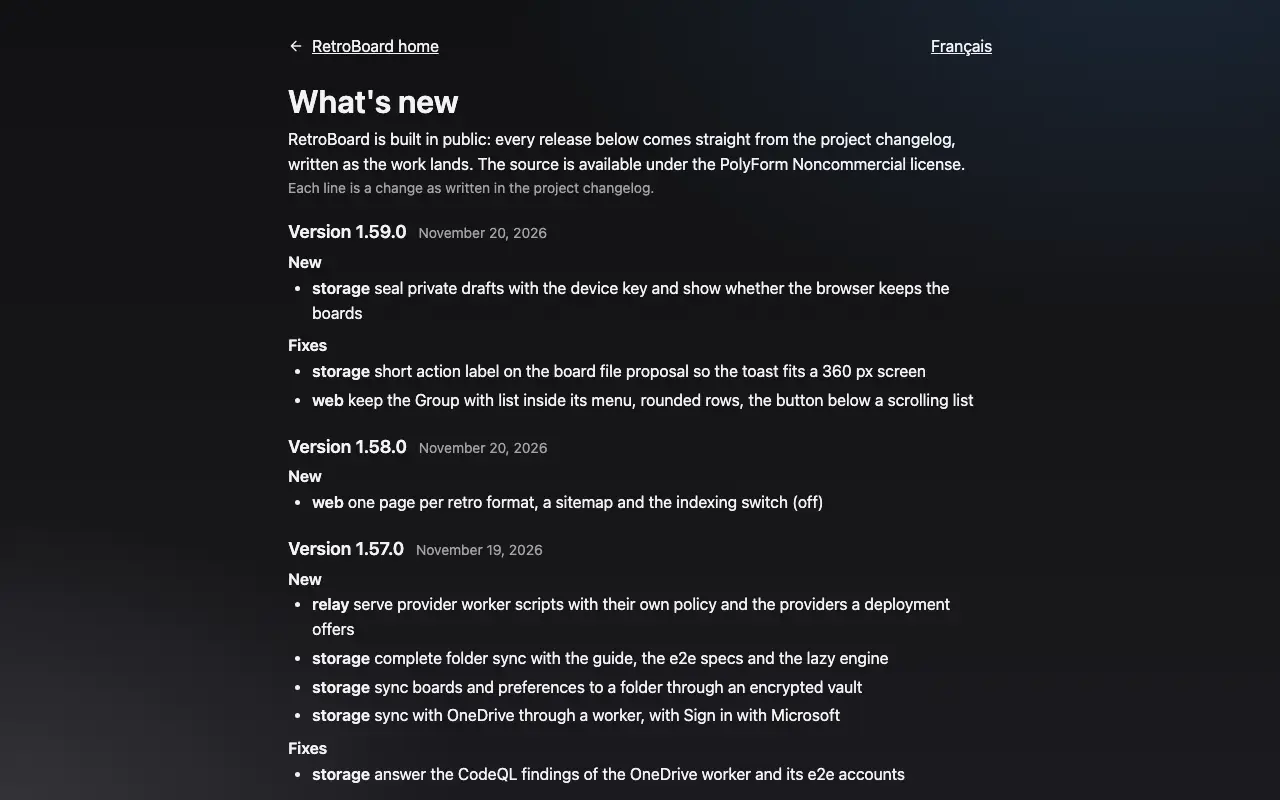 ← RetroBoard home
Français
What's new
RetroBoard is built in public: every release below comes straight from the project changelog,
written as the work lands. The source is available under the PolyForm Noncommercial license.
Each line is a change as written in the project changelog.
Version 1.59.0 November 20, 2026
New
• storage seal private drafts with the device key and show whether the browser keeps the
boards
Fixes
• storage short action label on the board file proposal so the toast fits a 360 px screen
• web keep the Group with list inside its menu, rounded rows, the button below a scrolling list
Version 1.58.0 November 20, 2026
New
• web one page per retro format, a sitemap and the indexing switch (off)
Version 1.57.0 November 19, 2026
New
• relay serve provider worker scripts with their own policy and the providers a deployment
offers
• storage complete folder sync with the guide, the e2e specs and the lazy engine
• storage sync boards and preferences to a folder through an encrypted vault
• storage sync with OneDrive through a worker, with Sign in with Microsoft
Fixes
• storage answer the CodeQL findings of the OneDrive worker and its e2e accounts